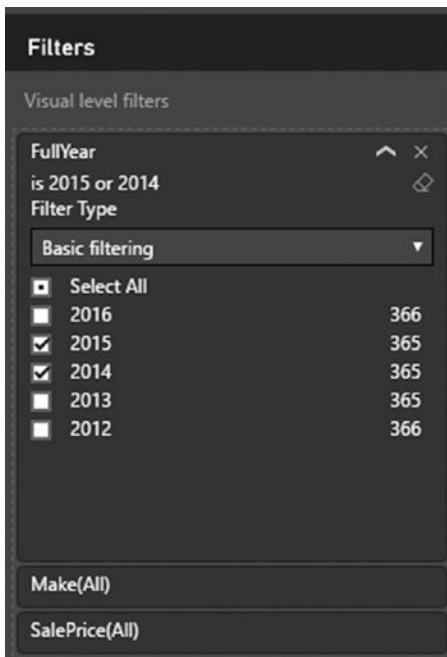 Filters
Visual level filters
FullYear
is 2015 or 2014
Filter Type
Basic filtering
Select All
2016 366
2015 365
2014 365
2013 365
2012 366
Make(All)
SalePrice(All)